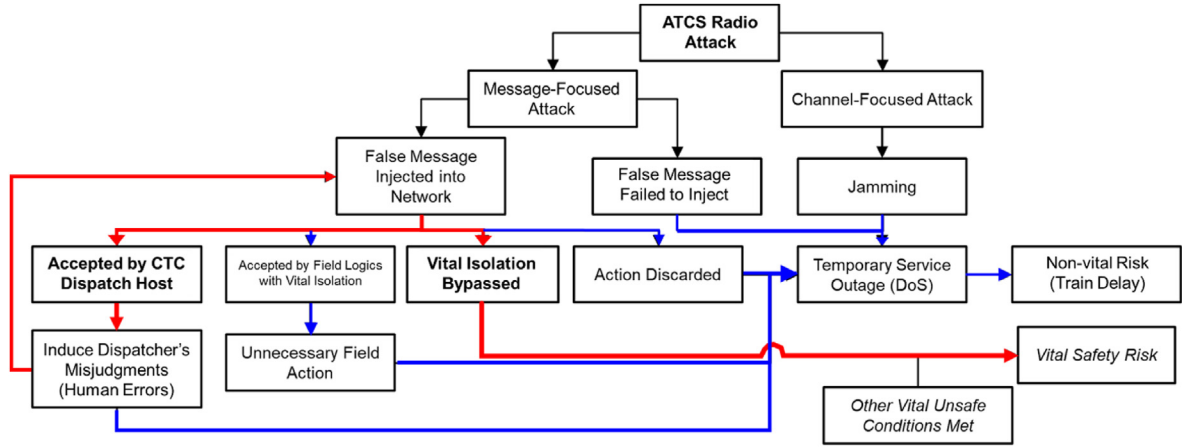 ATCS Radio
Attack
Message-Focused
Attack
Channel-Focused Attack
False Message
Injected into
Network
False Message
Failed to Inject
Jamming
Accepted by CTC
Dispatch Host
Accepted by Field Logics
with Vital Isolation
Vital Isolation
Bypassed
Action Discarded
Temporary Service
Outage (DoS)
Non-vital Risk
(Train Delay)
Induce Dispatcher's
Misjudgments
(Human Errors)
Unnecessary Field
Action
Vital Safety Risk
Other Vital Unsafe
Conditions Met